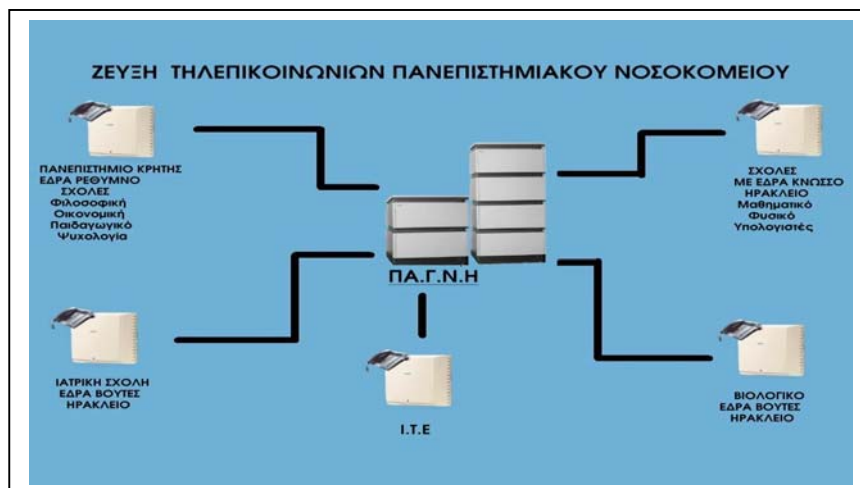 ΖΕΥΞΗ ΤΗΛΕΠΙΚΟΙΝΩΝΙΩΝ ΠΑΝΕΠΙΣΤΗΜΙΑΚΟΥ ΝΟΣΟΚΟΜΕΙΟΥ
ΠΑΝΕΠΙΣΤΗΜΙΟ ΚΡΗΤΗΣ
ΕΔΡΑ ΡΕΘΥΜΝΟ
ΣΧΟΛΕΣ
Φιλοσοφική
Οικονομική
Παιδαγωγικό
Ψυχολογία
ΣΧΟΛΕΣ
ΜΕ ΕΔΡΑ ΚΝΩΣΣΟ
ΗΡΑΚΛΕΙΟ
Μαθηματικό
Φυσικό
Υπολογιστές
ΠΑ.Γ.Ν.Η
ΙΑΤΡΙΚΗ ΣΧΟΛΗ
ΕΔΡΑ ΒΟΥΤΕΣ
ΗΡΑΚΛΕΙΟ
Ι.Τ.Ε
ΒΙΟΛΟΓΙΚΟ
ΕΔΡΑ ΒΟΥΤΕΣ
ΗΡΑΚΛΕΙΟ